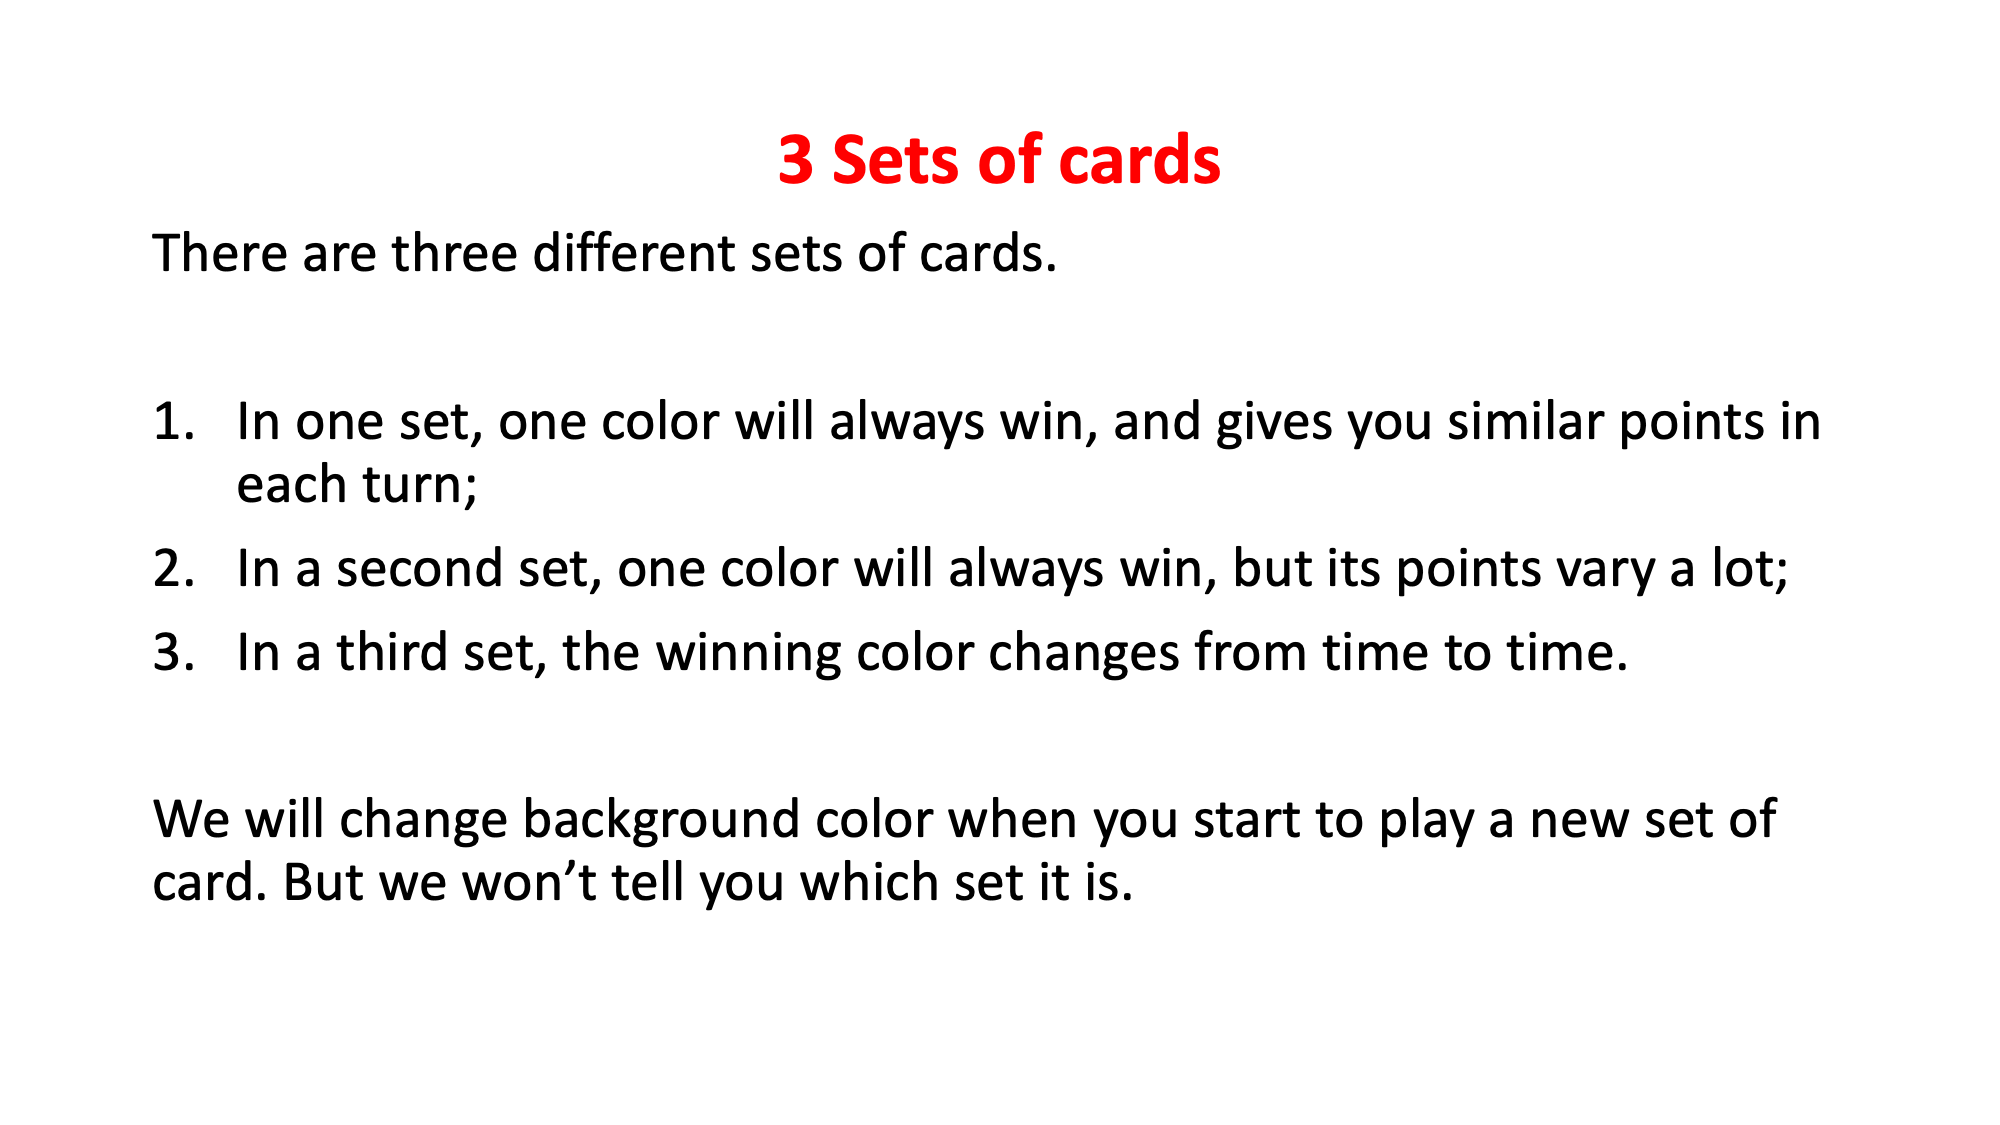 3 Sets of cards
There are three different sets of cards.
1. In one set, one color will always win, and gives you similar points in
each turn;
2. In a second set, one color will always win, but its points vary a lot;
3. In a third set, the winning color changes from time to time.
We will change background color when you start to play a new set of
card. But we won’t tell you which set it is.